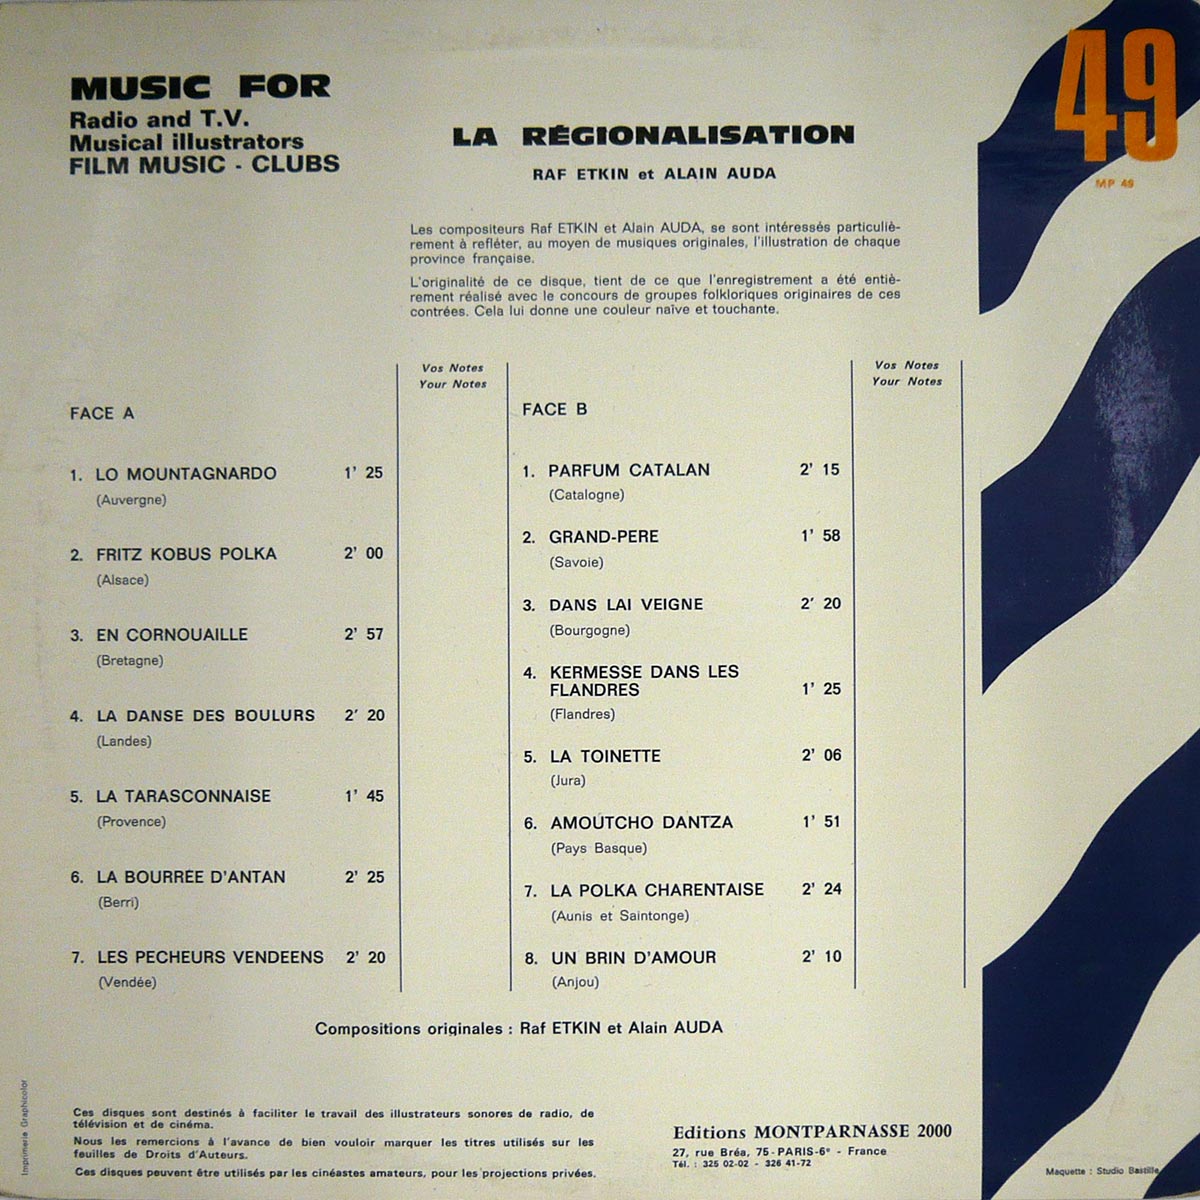 MUSIC FOR
Radio and T.V.
Musical illustrators
FILM MUSIC - CLUBS
49
MP 49
LA RÉGIONALISATION
RAF ETKIN et ALAIN AUDA
Les compositeurs Raf ETKIN et Alain AUDA, se sont intéressés particuliè-
rement à refléter, au moyen de musiques originales, l'illustration de chaque
province française.
L'originalité de ce disque, tient de ce que l'enregistrement a été entiè-
rement réalisé avec le concours de groupes folkloriques originaires de ces
contrées. Cela lui donne une couleur naïve et touchante.
Vos Notes
Your Notes
FACE A
1. LO MOUNTAGNARDO 1' 25
(Auvergne)
2. FRITZ KOBUS POLKA 2' 00
(Alsace)
3. EN CORNOUAILLE 2' 57
(Bretagne)
4. LA DANSE DES BOULURS 2' 20
(Landes)
5. LA TARASCONNAISE 1' 45
(Provence)
6. LA BOURRÉE D'ANTAN 2' 25
(Berri)
7. LES PECHEURS VENDEENS 2' 20
(Vendée)
Vos Notes
Your Notes
FACE B
1. PARFUM CATALAN 2' 15
(Catalogne)
2. GRAND-PERE 1' 58
(Savoie)
3. DANS LAI VEIGNE 2' 20
(Bourgogne)
4. KERMESSE DANS LES
FLANDRES 1' 25
(Flandres)
5. LA TOINETTE 2' 06
(Jura)
6. AMOUTCHO DANTZA 1' 51
(Pays Basque)
7. LA POLKA CHARENTAISE 2' 24
(Aunis et Saintonge)
8. UN BRIN D'AMOUR 2' 10
(Anjou)
Compositions originales : Raf ETKIN et Alain AUDA
Imprimerie Graphicolor
Ces disques sont destinés à faciliter le travail des illustrateurs sonores de radio, de
télévision et de cinéma.
Nous les remercions à l'avance de bien vouloir marquer les titres utilisés sur les
feuilles de Droits d'Auteurs.
Ces disques peuvent être utilisés par les cinéastes amateurs, pour les projections privées.
Editions MONTPARNASSE 2000
27, rue Bréa, 75 - PARIS-6e - France
Tél. : 325 02-02 - 326 41-72
Maquette : Studio Bastille